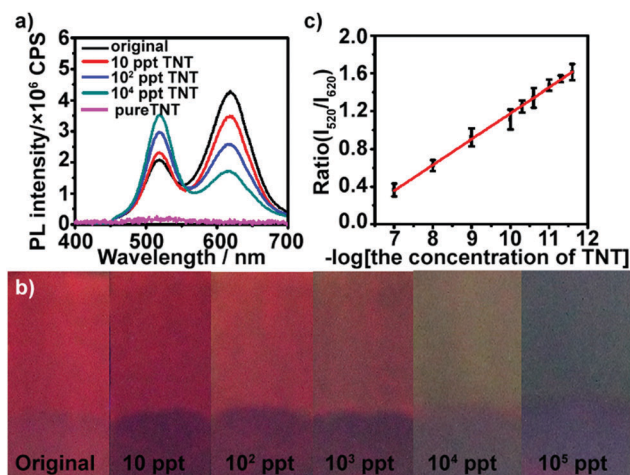 a)
PL intensity/×10⁶ CPS
6
5
4
3
2
1
0
original
10 ppt TNT
10² ppt TNT
10⁴ ppt TNT
pureTNT
400 500 600 700
Wavelength / nm
c)
Ratio(I₅₂₀/I₆₂₀)
2.0
1.6
1.2
0.8
0.4
0.0
7 8 9 10 11 12
-log[the concentration of TNT]
b)
Original 10 ppt 10² ppt 10³ ppt 10⁴ ppt 10⁵ ppt